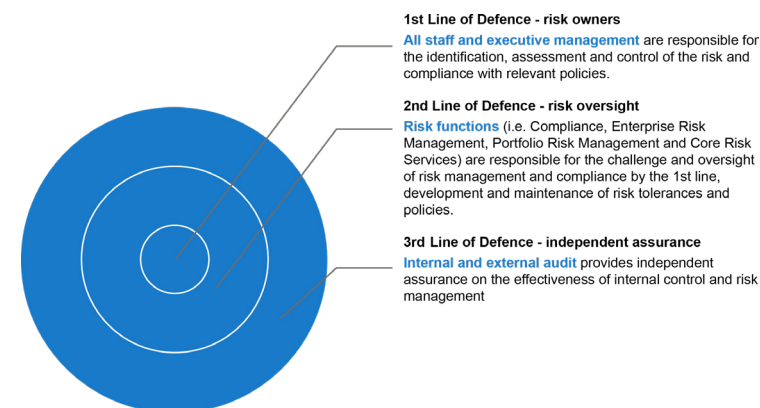 1st Line of Defence - risk owners
All staff and executive management are responsible for
the identification, assessment and control of the risk and
compliance with relevant policies.
2nd Line of Defence - risk oversight
Risk functions (i.e. Compliance, Enterprise Risk
Management, Portfolio Risk Management and Core Risk
Services) are responsible for the challenge and oversight
of risk management and compliance by the 1st line,
development and maintenance of risk tolerances and
policies.
3rd Line of Defence - independent assurance
Internal and external audit provides independent
assurance on the effectiveness of internal control and risk
management